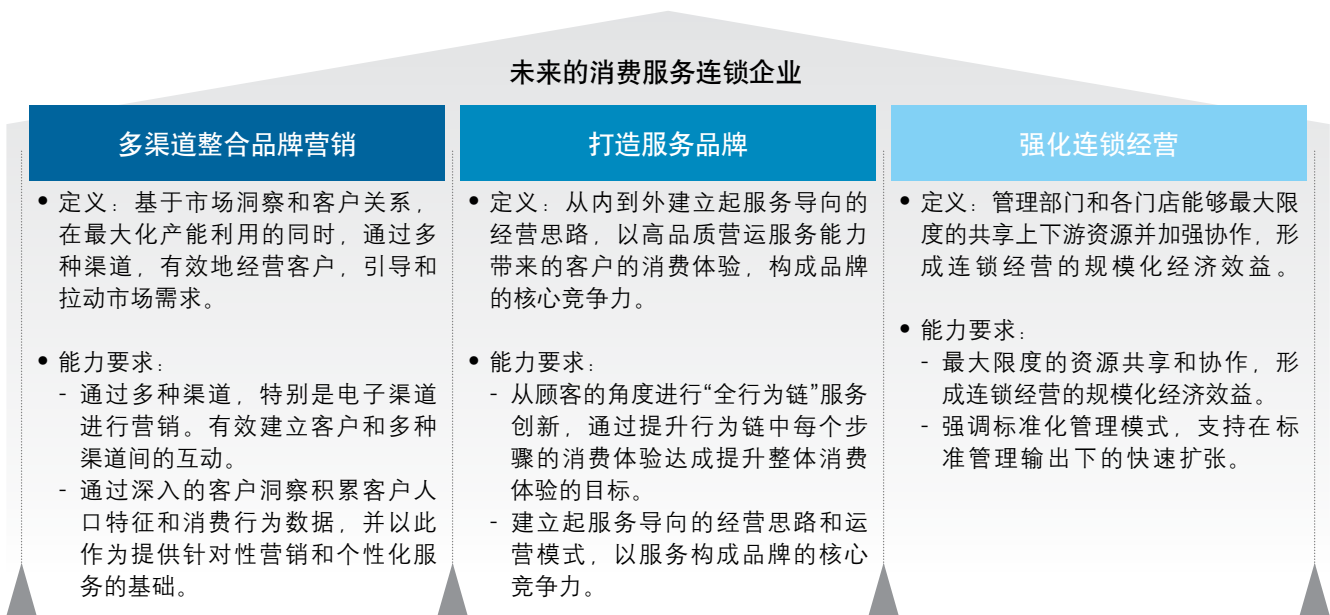 未来的消费服务连锁企业
多渠道整合品牌营销
• 定义：基于市场洞察和客户关系，
在最大化产能利用的同时，通过多
种渠道，有效地经营客户，引导和
拉动市场需求。
• 能力要求：
- 通过多种渠道，特别是电子渠道
进行营销。有效建立客户和多种
渠道间的互动。
- 通过深入的客户洞察积累客户人
口特征和消费行为数据，并以此
作为提供针对性营销和个性化服
务的基础。
打造服务品牌
• 定义：从内到外建立起服务导向的
经营思路，以高品质营运服务能力
带来的客户的消费体验，构成品牌
的核心竞争力。
• 能力要求：
- 从顾客的角度进行“全行为链”服务
创新，通过提升行为链中每个步
骤的消费体验达成提升整体消费
体验的目标。
- 建立起服务导向的经营思路和运
营模式，以服务构成品牌的核心
竞争力。
强化连锁经营
• 定义：管理部门和各门店能够最大限
度的共享上下游资源并加强协作，形
成连锁经营的规模化经济效益。
• 能力要求：
- 最大限度的资源共享和协作，形
成连锁经营的规模化经济效益。
- 强调标准化管理模式，支持在标
准管理输出下的快速扩张。